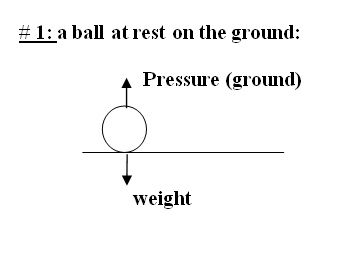 # 1: a ball at rest on the ground:
Pressure (ground)
weight